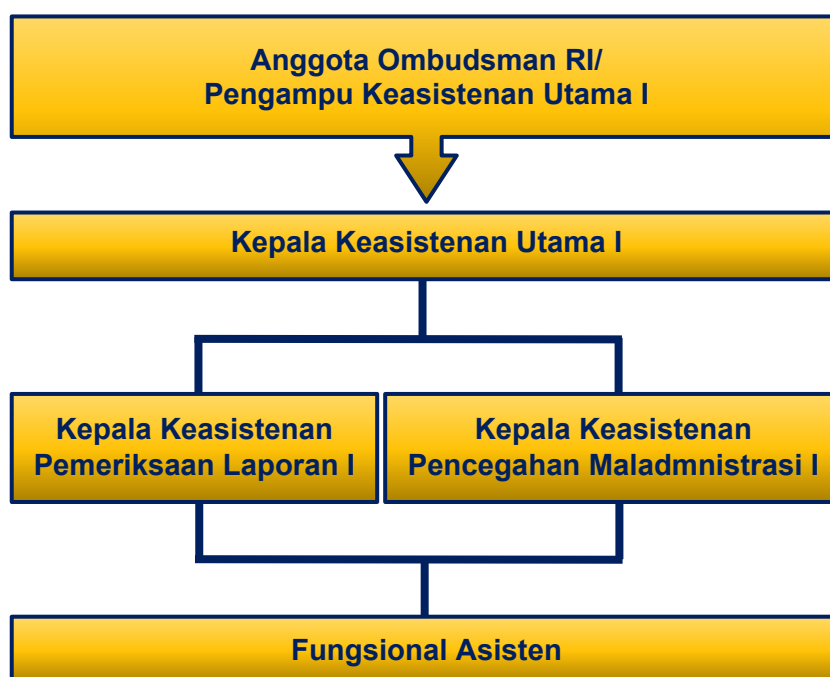 Anggota Ombudsman RI/
Pengampu Keasistenan Utama I
Kepala Keasistenan Utama I
Kepala Keasistenan
Pemeriksaan Laporan I
Kepala Keasistenan
Pencegahan Maladmnistrasi I
Fungsional Asisten